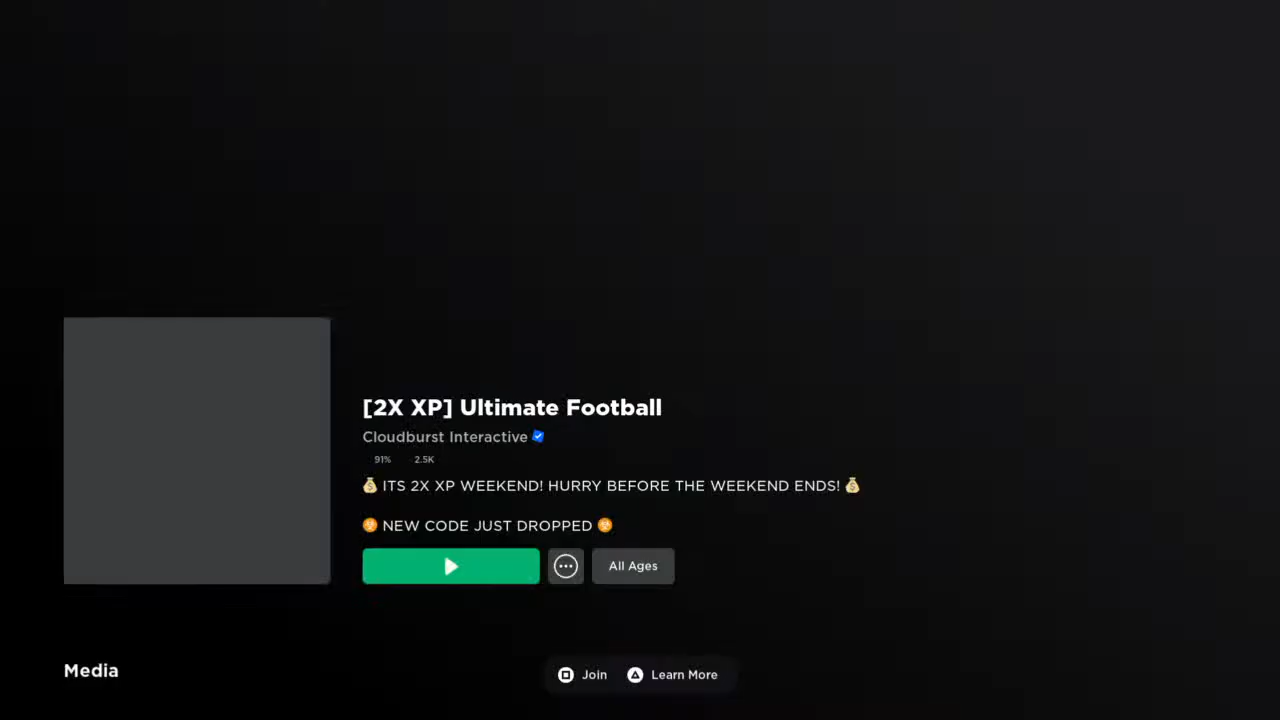 [2X XP] Ultimate Football
Cloudburst Interactive
91% 2.5K
💰 ITS 2X XP WEEKEND! HURRY BEFORE THE WEEKEND ENDS! 💰
NEW CODE JUST DROPPED
All Ages
Media
Join Learn More